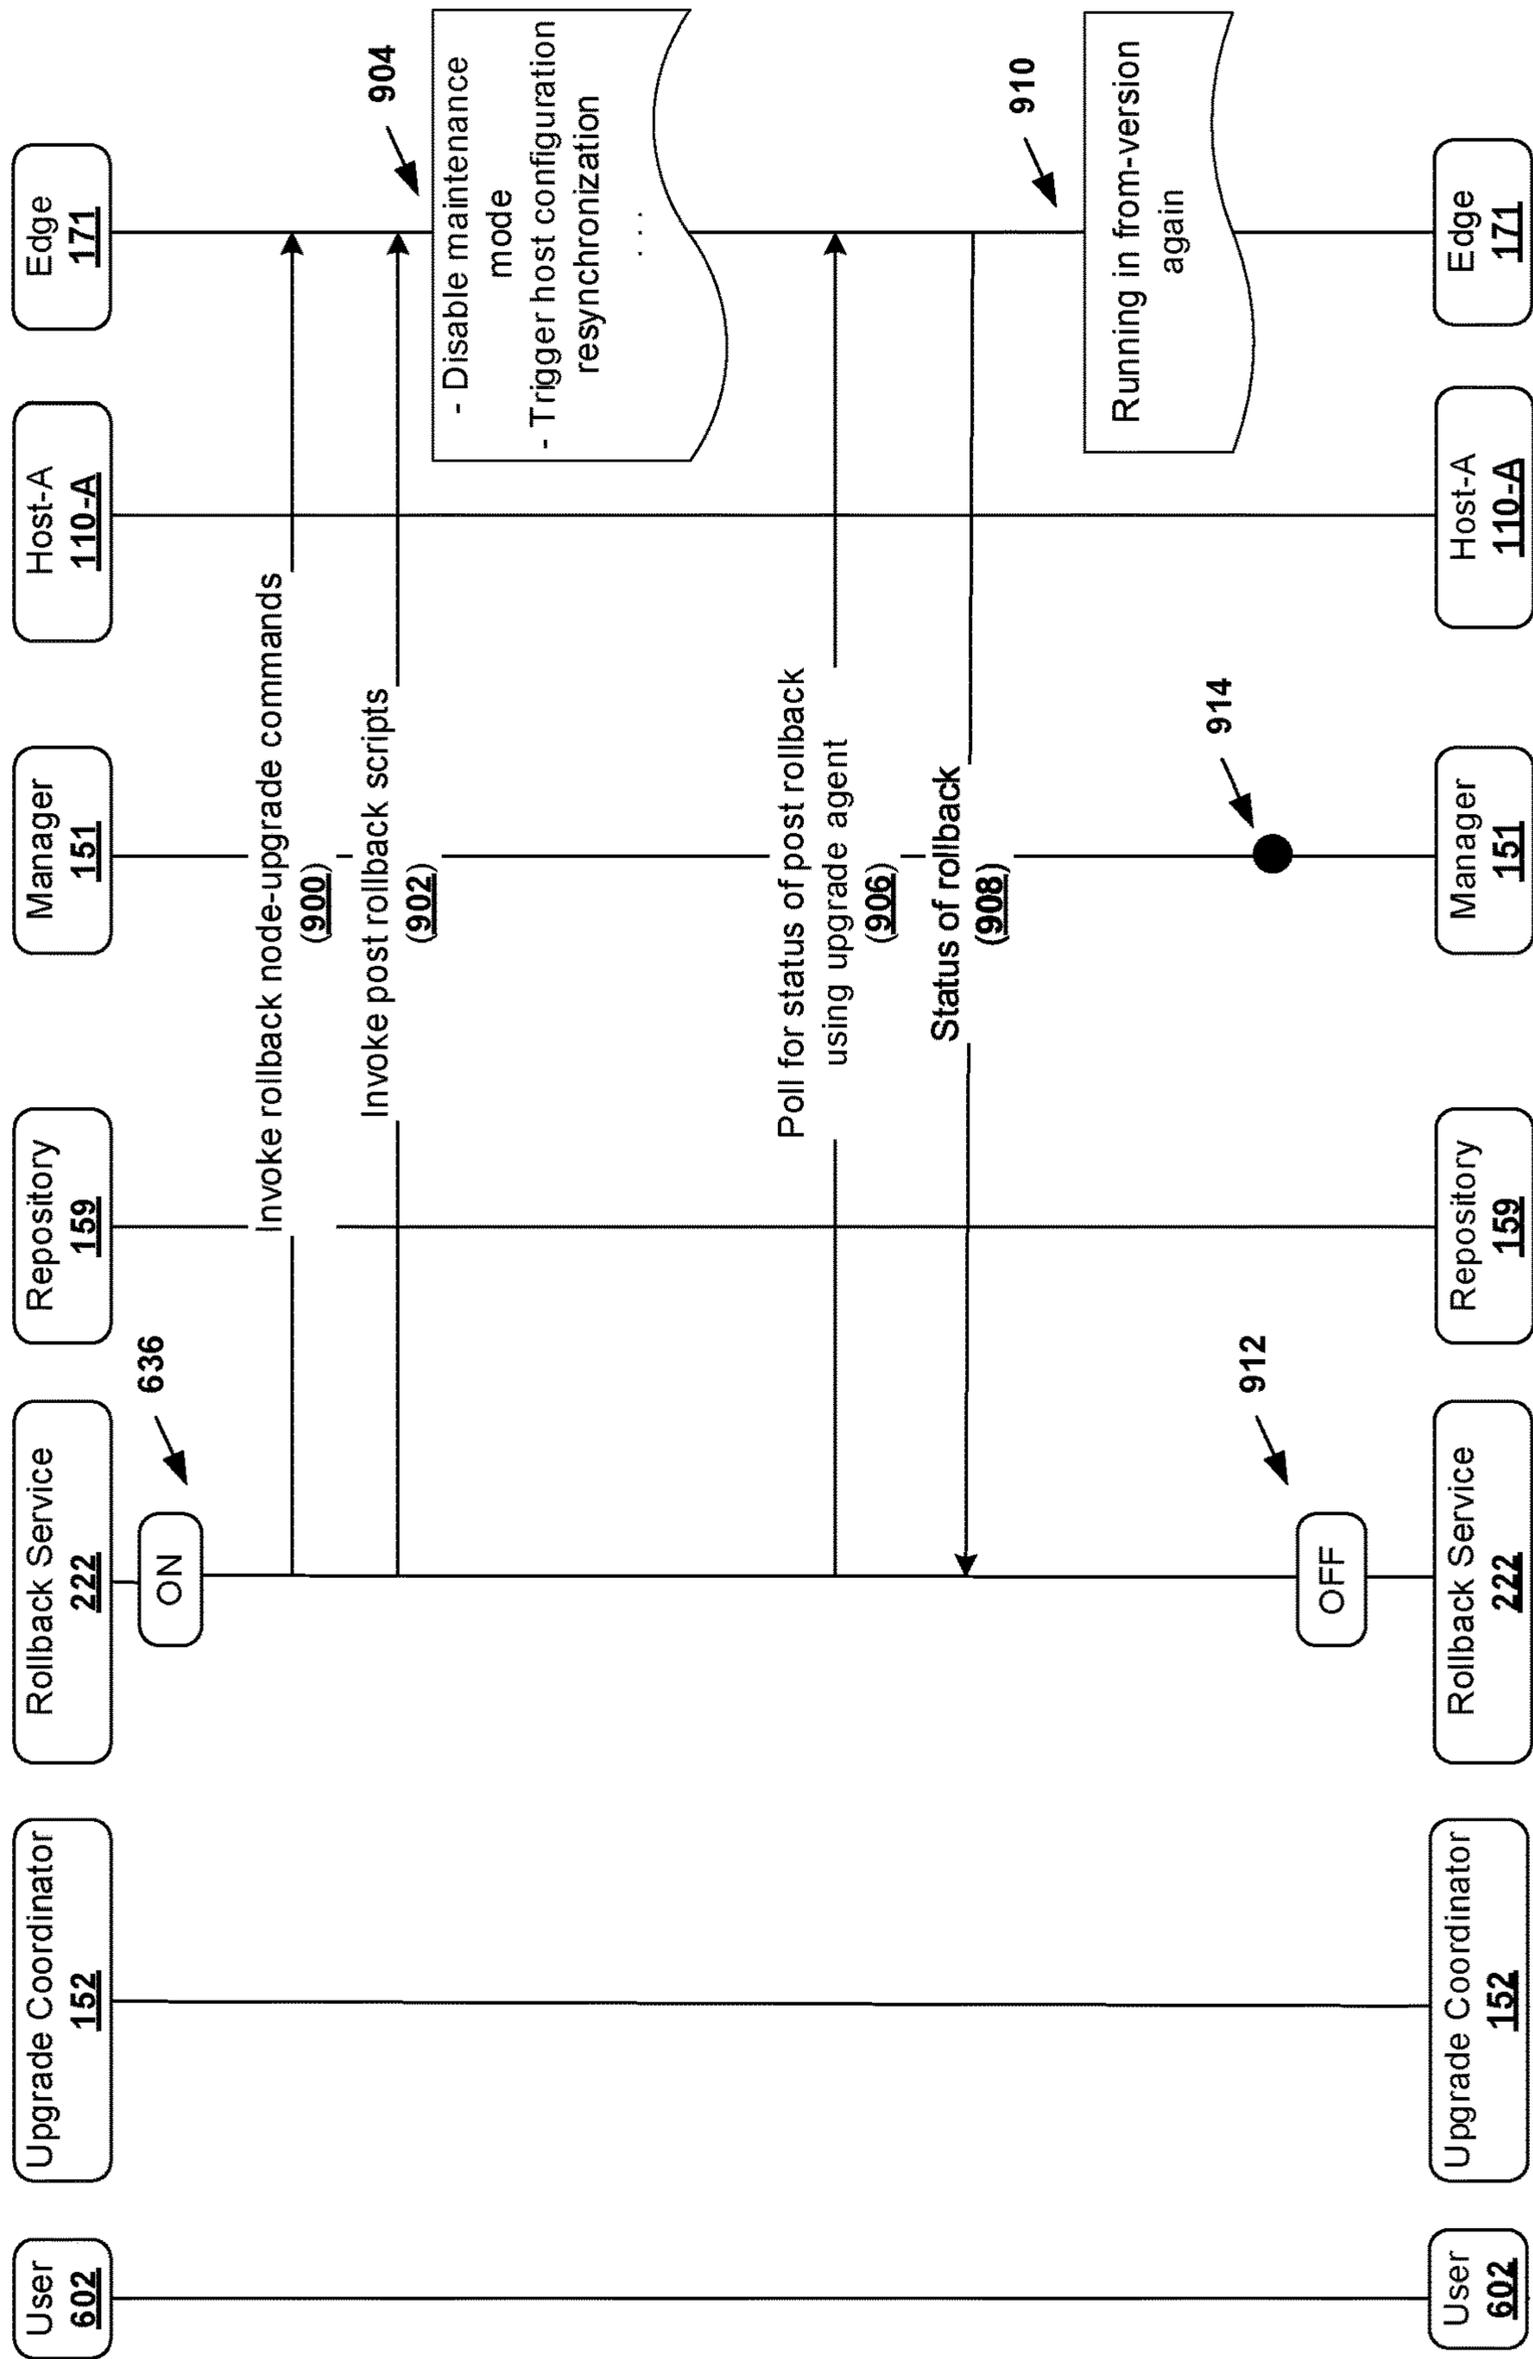 User
602
Upgrade Coordinator
152
Rollback Service
222
Repository
159
Manager
151
Host-A
110-A
Edge
171
ON
636
Invoke rollback node-upgrade commands
(900)
Invoke post rollback scripts
(902)
904
- Disable maintenance
mode
- Trigger host configuration
resynchronization
. . .
Poll for status of post rollback
using upgrade agent
(906)
Status of rollback
(908)
910
Running in from-version
again
914
912
OFF
User
602
Upgrade Coordinator
152
Rollback Service
222
Repository
159
Manager
151
Host-A
110-A
Edge
171